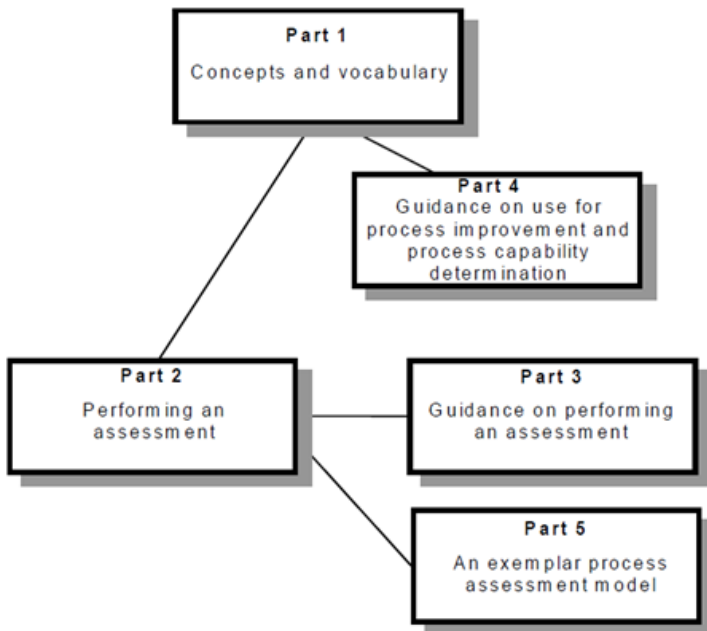 Part 1
Concepts and vocabulary
Part 4
Guidance on use for
process improvement and
process capability
determination
Part 2
Performing an
assessment
Part 3
Guidance on performing
an assessment
Part 5
An exemplar process
assessment model